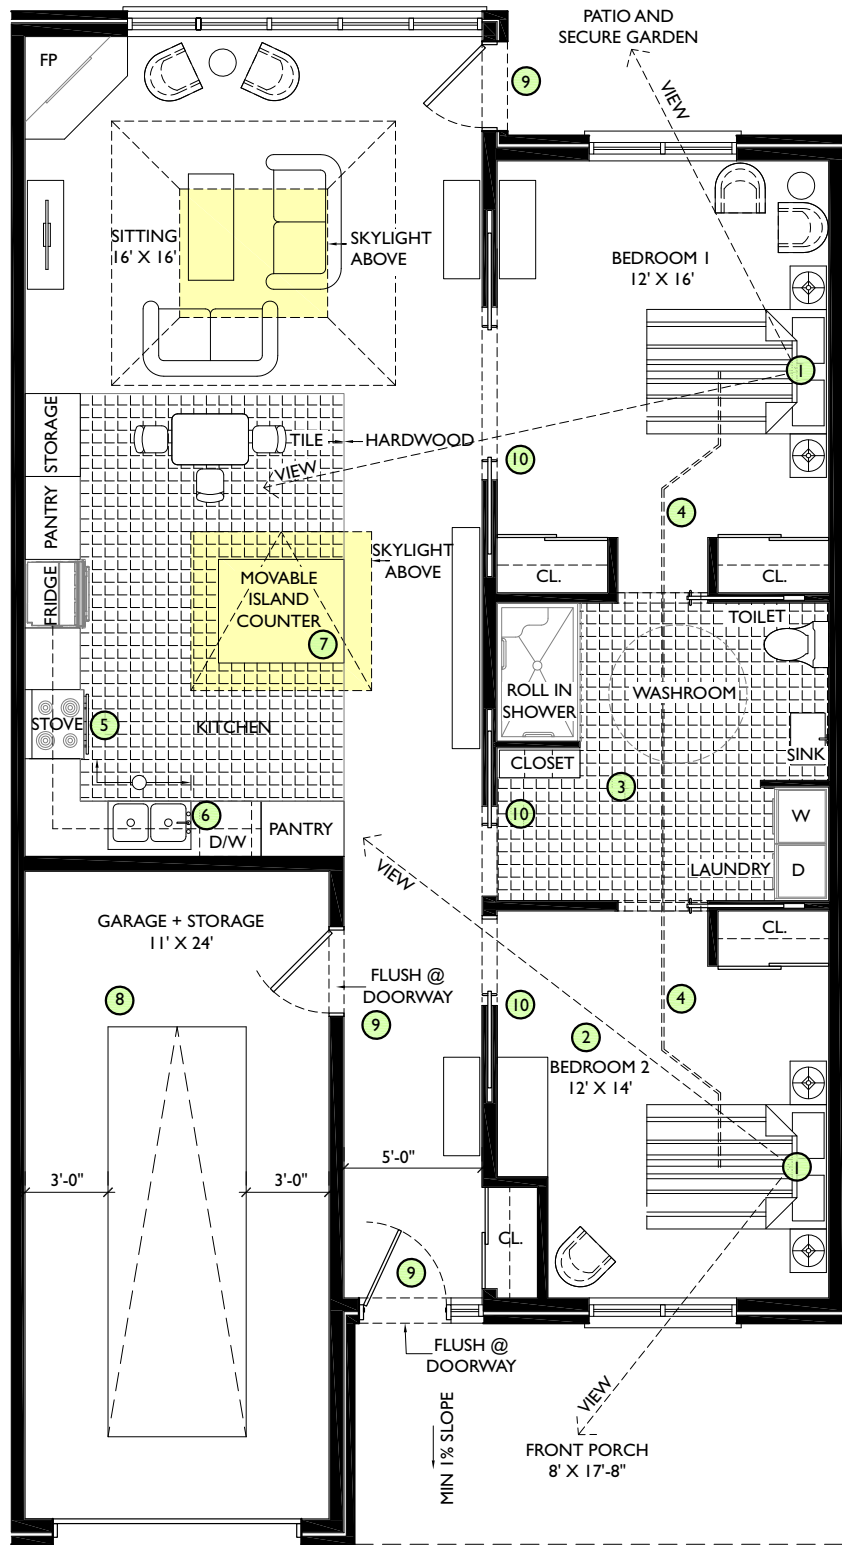 PATIO AND
SECURE GARDEN
FP
9
VIEW
SITTING
16' X 16'
SKYLIGHT
ABOVE
BEDROOM 1
12' X 16'
1
STORAGE
TILE
HARDWOOD
VIEW
10
PANTRY
4
SKYLIGHT
ABOVE
FRIDGE
MOVABLE
ISLAND
COUNTER
7
CL.
CL.
TOILET
ROLL IN
SHOWER
WASHROOM
STOVE
5
KITCHEN
SINK
CLOSET
3
6
D/W
PANTRY
10
W
VIEW
LAUNDRY
D
GARAGE + STORAGE
11' X 24'
CL.
FLUSH @
DOORWAY
8
9
10
4
2
BEDROOM 2
12' X 14'
5'-0"
1
3'-0"
3'-0"
CL.
9
FLUSH @
DOORWAY
VIEW
MIN 1% SLOPE
FRONT PORCH
8' X 17'-8"